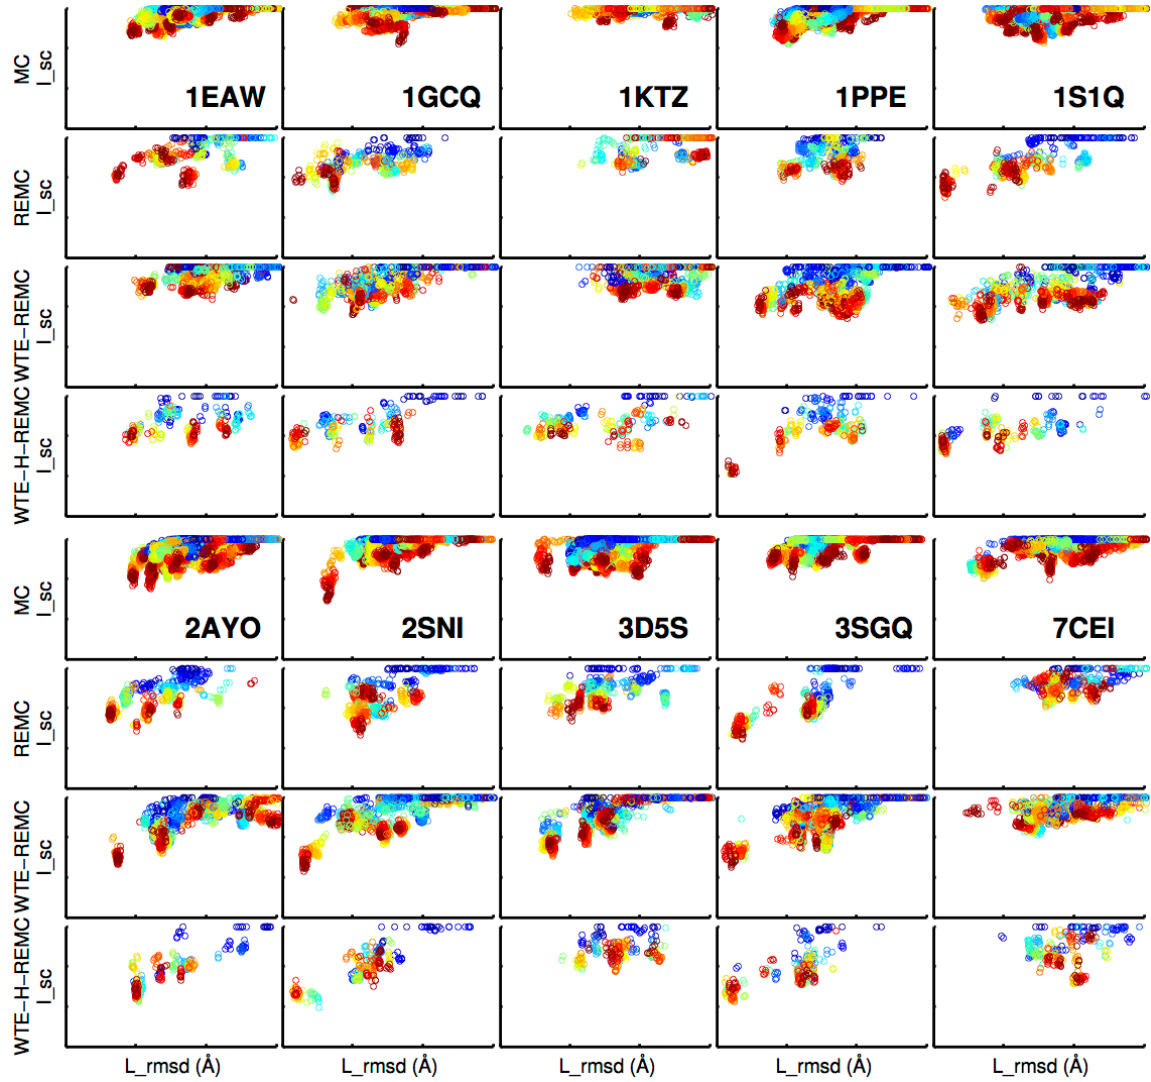 MC
I_sc
1EAW
1GCQ
1KTZ
1PPE
1S1Q
REMC
I_sc
WTE-REMC
I_sc
WTE-H-REMC
I_sc
MC
I_sc
2AYO
2SNI
3D5S
3SGQ
7CEI
REMC
I_sc
WTE-REMC
I_sc
WTE-H-REMC
I_sc
L_rmsd (Å)
L_rmsd (Å)
L_rmsd (Å)
L_rmsd (Å)
L_rmsd (Å)